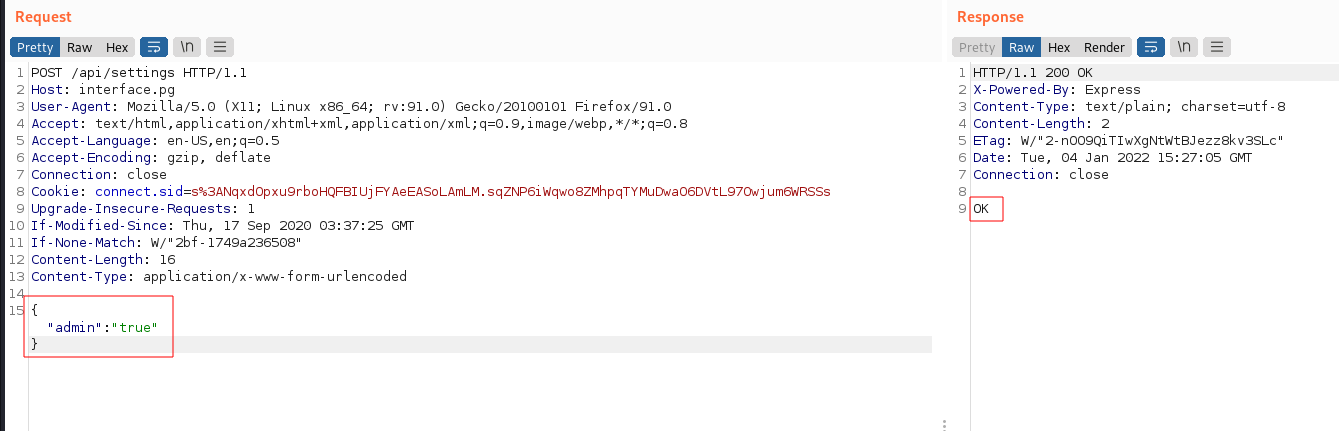 Request
Pretty Raw Hex \n
1 POST /api/settings HTTP/1.1
2 Host: interface.pg
3 User-Agent: Mozilla/5.0 (X11; Linux x86_64; rv:91.0) Gecko/20100101 Firefox/91.0
4 Accept: text/html,application/xhtml+xml,application/xml;q=0.9,image/webp,*/*;q=0.8
5 Accept-Language: en-US,en;q=0.5
6 Accept-Encoding: gzip, deflate
7 Connection: close
8 Cookie: connect.sid=s%3ANqxdOpxu9rboHQFBIUjFYAeEASoLAmLM.sqZNP6iWqwo8ZMhpqTYMuDwaO6DVtL97Owjum6WRSSs
9 Upgrade-Insecure-Requests: 1
10 If-Modified-Since: Thu, 17 Sep 2020 03:37:25 GMT
11 If-None-Match: W/"2bf-1749a236508"
12 Content-Length: 16
13 Content-Type: application/x-www-form-urlencoded
14
15 {
"admin":"true"
}
Response
Pretty Raw Hex Render \n
1 HTTP/1.1 200 OK
2 X-Powered-By: Express
3 Content-Type: text/plain; charset=utf-8
4 Content-Length: 2
5 ETag: W/"2-nOO9QiTIwXgNtWtBJezz8kv3SLc"
6 Date: Tue, 04 Jan 2022 15:27:05 GMT
7 Connection: close
8
9 OK